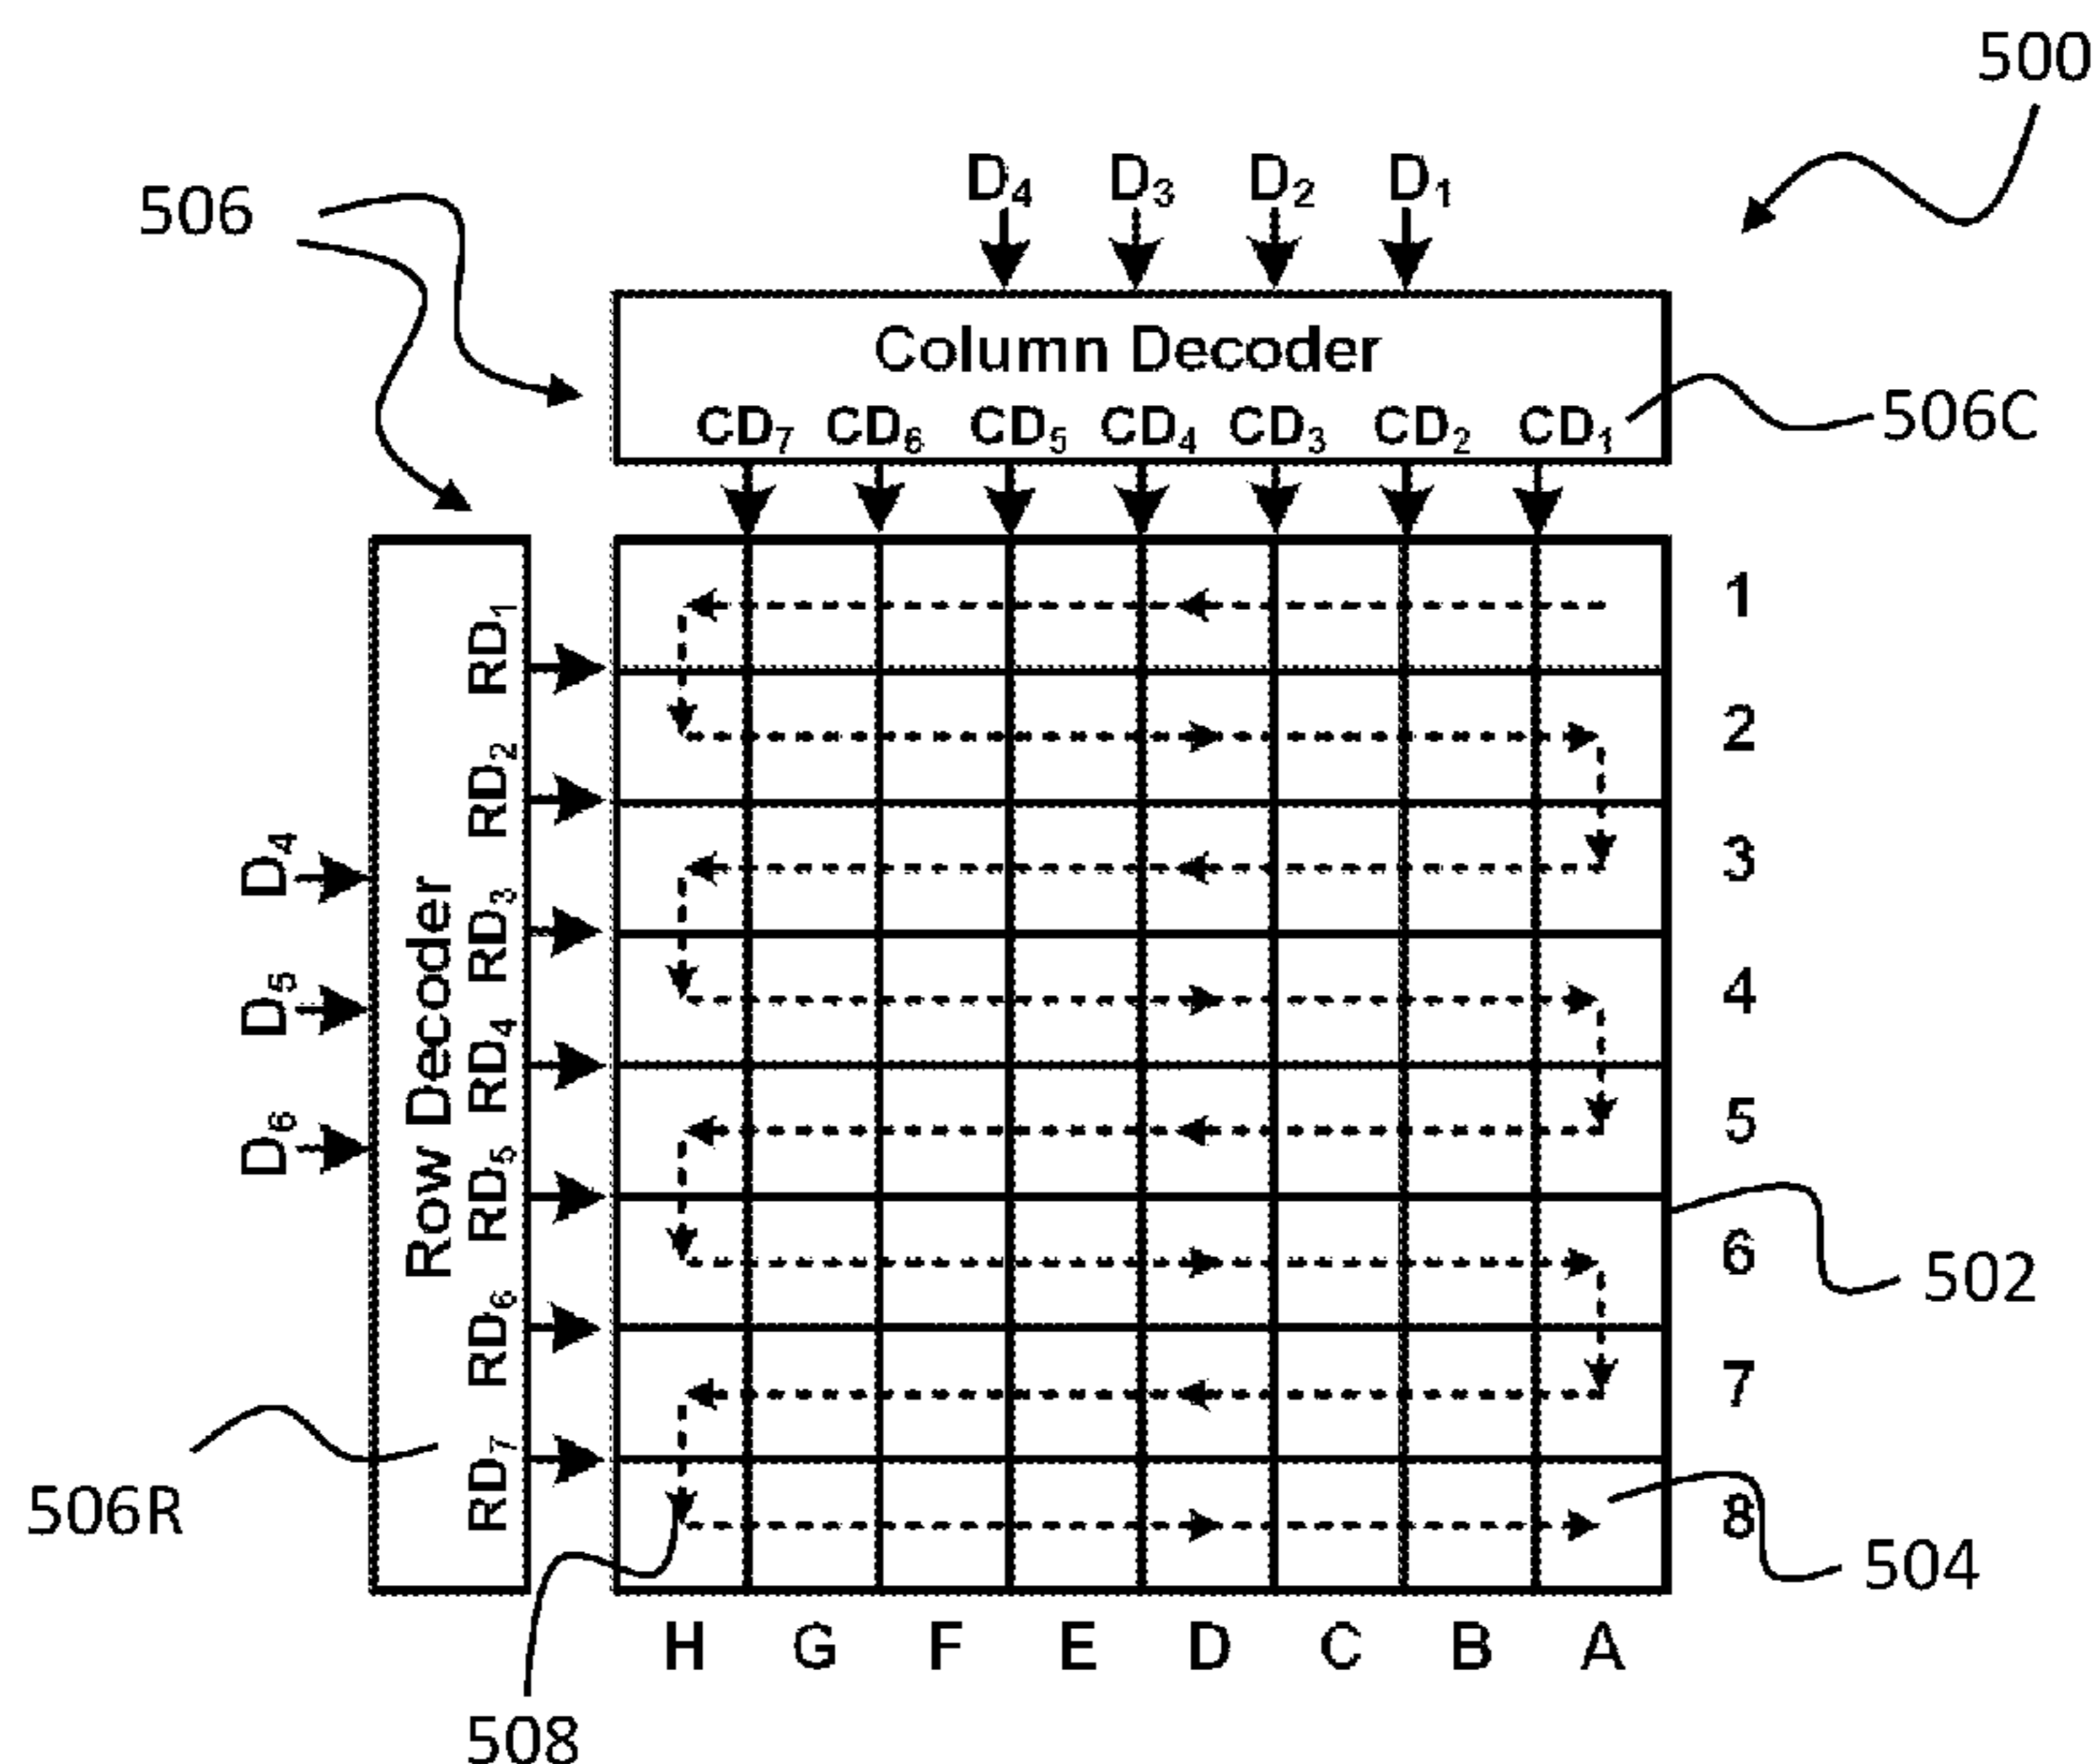 500
506
D4 D3 D2 D1
Column Decoder
CD7 CD6 CD5 CD4 CD3 CD2 CD1
506C
Row Decoder
RD1
RD2
RD3
RD4
RD5
RD6
RD7
D4
D5
D6
1
2
3
4
5
6
7
8
502
506R
504
H G F E D C B A
508